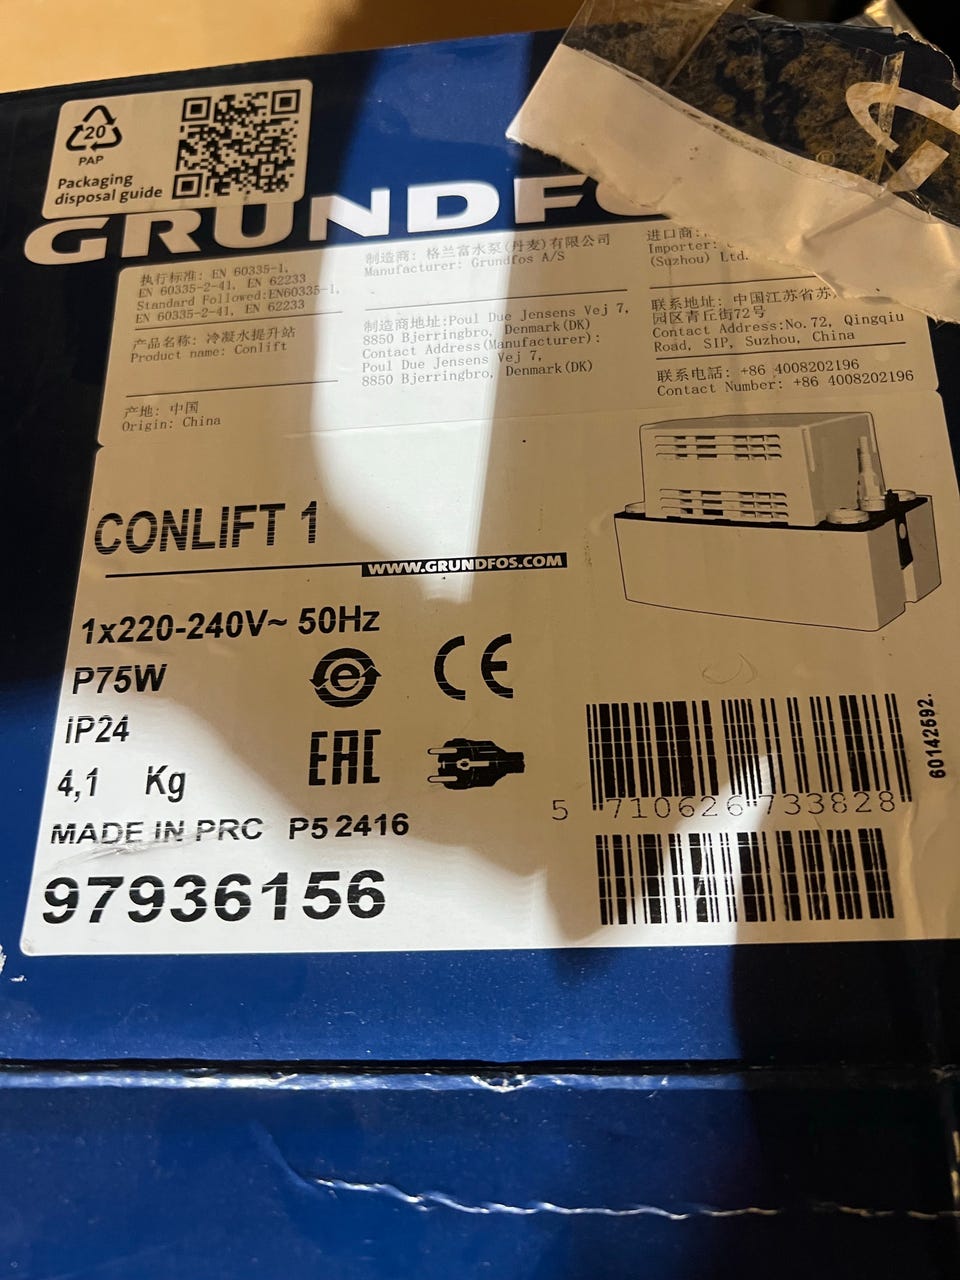 20
PAP
Packaging
disposal guide
GRUNDFO
执行标准: EN 60335-1,
EN 60335-2-41, EN 62233
Standard Followed:EN60335-1,
EN 60335-2-41, EN 62233
产品名称: 冷凝水提升站
Product name: Conlift
产地: 中国
Origin: China
制造商: 格兰富水泵(丹麦)有限公司
Manufacturer: Grundfos A/S
制造商地址:Poul Due Jensens Vej 7,
8850 Bjerringbro, Denmark(DK)
Contact Address(Manufacturer):
Poul Due Jensens Vej 7,
8850 Bjerringbro, Denmark(DK)
进口商:
Importer:
(Suzhou) Ltd.
联系地址: 中国江苏省苏
园区青丘街72号
Contact Address:No.72, Qingqiu
Road, SIP, Suzhou, China
联系电話: +86 4008202196
Contact Number: +86 4008202196
CONLIFT 1
WWW.GRUNDFOS.COM
1x220-240V~ 50Hz
P75W
IP24
4,1 Kg
MADE IN PRC P5 2416
97936156
e
CE
EAC
5 710626 733828
60142592.